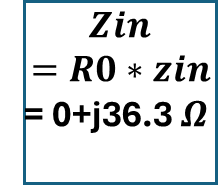 Zin
= R0 * zin
= 0+j36.3 Ω